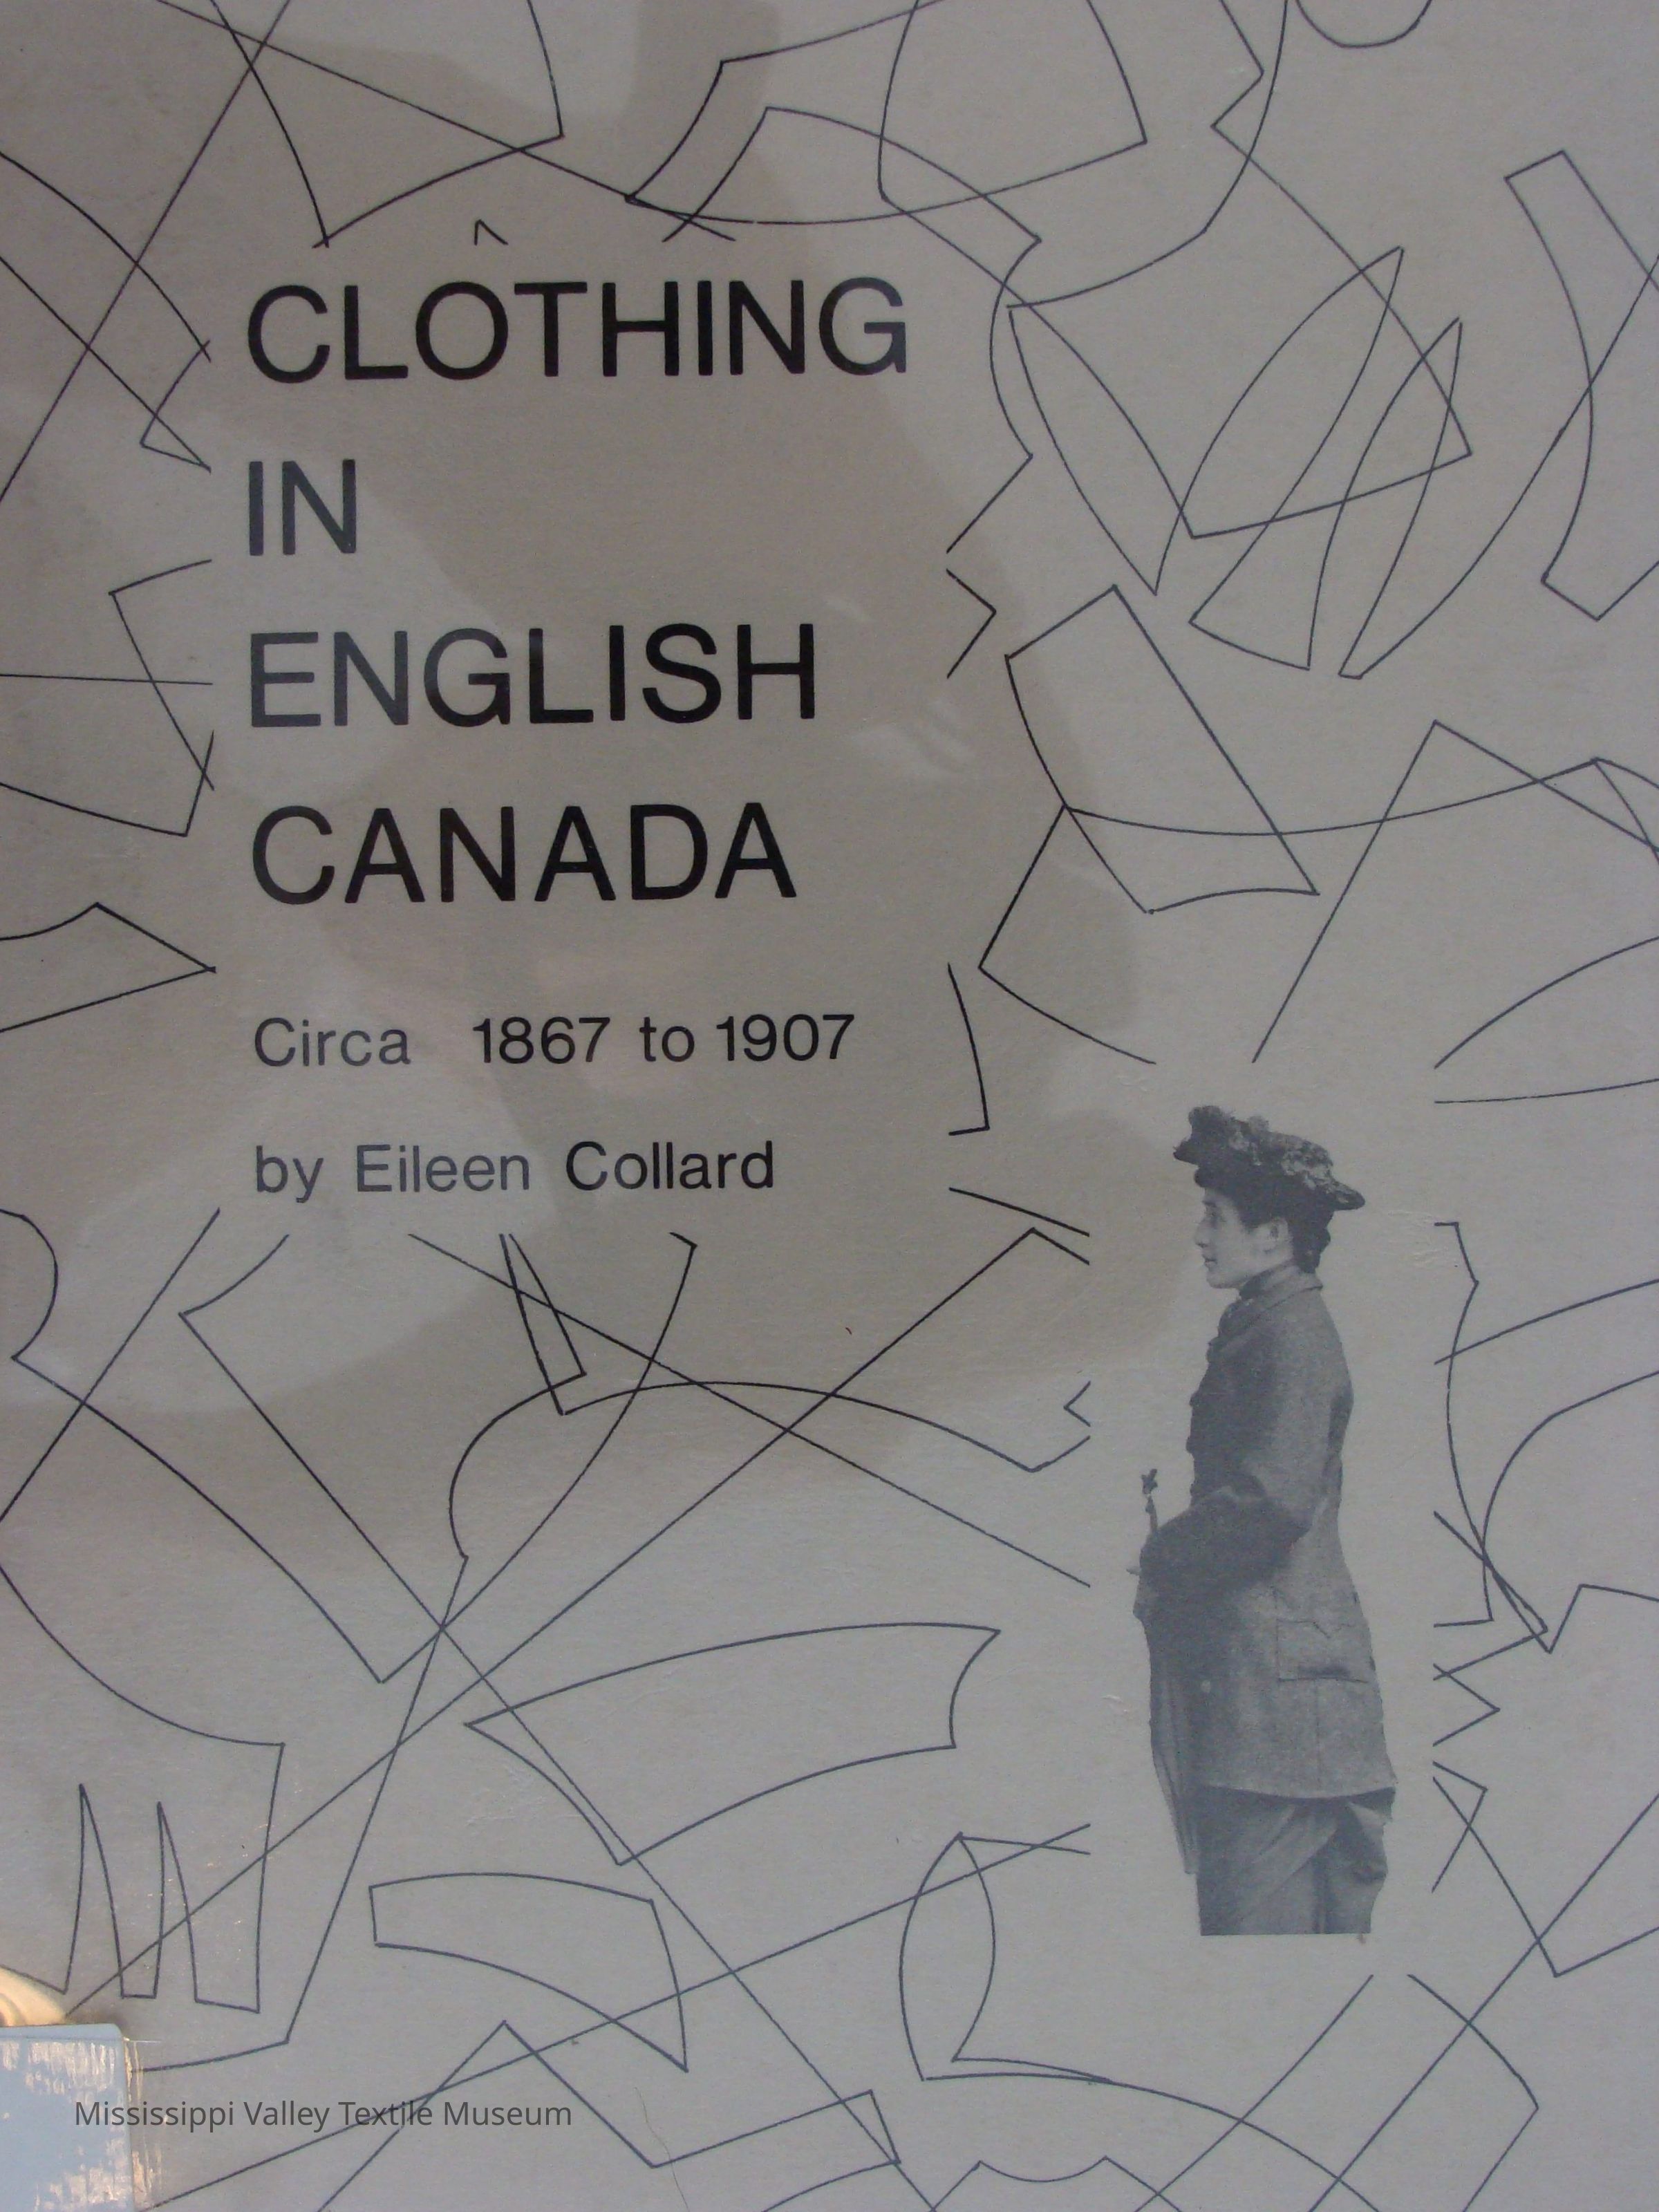 CLOTHING
IN
ENGLISH
CANADA
Circa 1867 to 1907
by Eileen Collard
Mississippi Valley Textile Museum